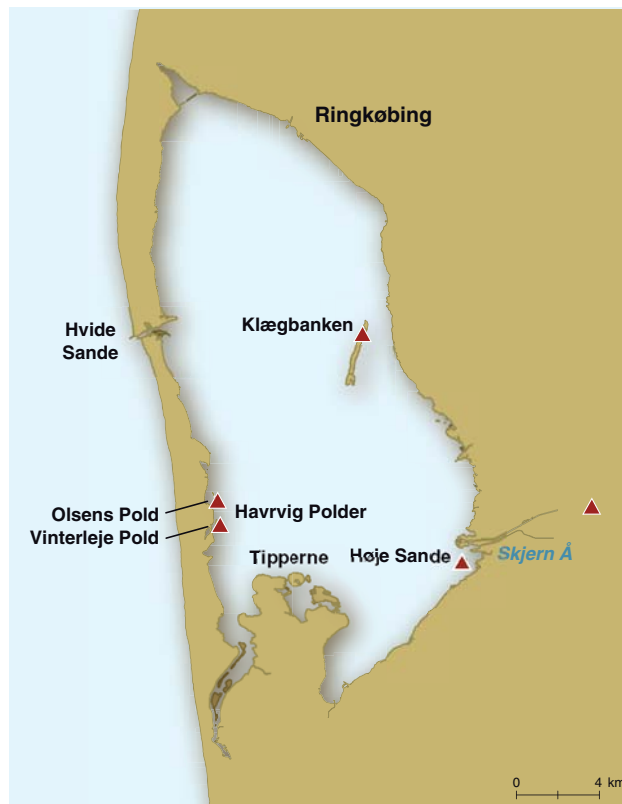 Ringkøbing
Klægbanken
Hvide
Sande
Olsens Pold
Havrvig Polder
Vinterleje Pold
Tipperne
Høje Sande
Skjern Å
0 4 km